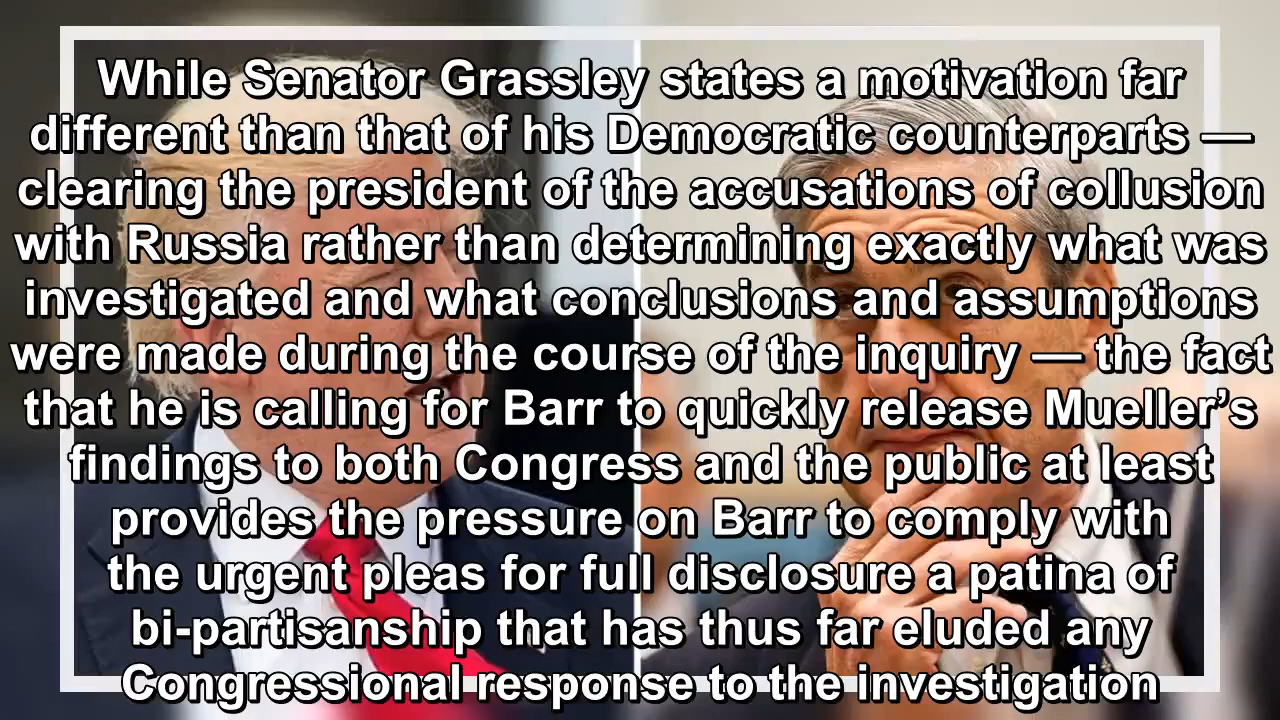 While Senator Grassley states a motivation far
different than that of his Democratic counterparts —
clearing the president of the accusations of collusion
with Russia rather than determining exactly what was
investigated and what conclusions and assumptions
were made during the course of the inquiry — the fact
that he is calling for Barr to quickly release Mueller’s
findings to both Congress and the public at least
provides the pressure on Barr to comply with
the urgent pleas for full disclosure a patina of
bi-partisanship that has thus far eluded any
Congressional response to the investigation